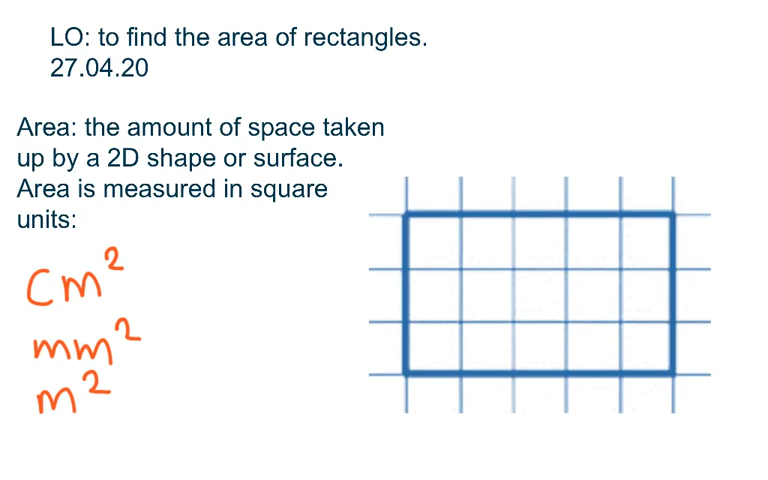 LO: to find the area of rectangles.
27.04.20
Area: the amount of space taken
up by a 2D shape or surface.
Area is measured in square
units:
cm²
mm²
m²